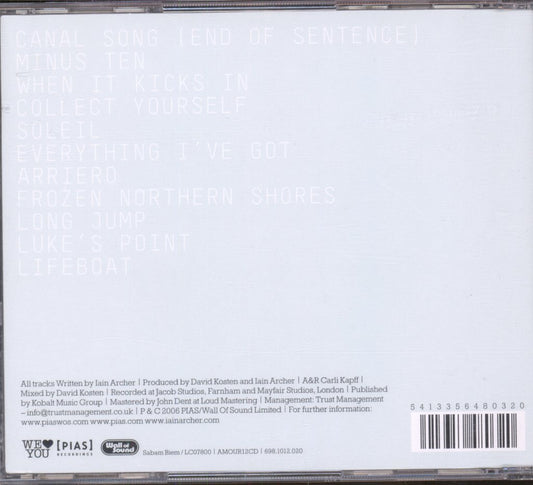 CANAL SONG [END OF SENTENCE]
MINUS TEN
WHEN IT KICKS IN
COLLECT YOURSELF
SOLEIL
EVERYTHING I'VE GOT
ARRIERO
FROZEN NORTHERN SHORES
LONG JUMP
LUKE'S POINT
LIFEBOAT
All tracks Written by Iain Archer | Produced by David Kosten and Iain Archer | A&R Carli Kapff |
Mixed by David Kosten | Recorded at Jacob Studios, Farnham and Mayfair Studios, London | Published
by Kobalt Music Group | Mastered by John Dent at Loud Mastering | Management: Trust Management
– info@trustmanagement.co.uk | P & C 2006 PIAS/Wall Of Sound Limited | For further information:
www.piaswos.com www.pias.com www.iainarcher.com
5413356480320
WE
YOU
[PIAS]
RECORDINGS
Wall of Sound
Sabam Biem / LC07800 | AMOUR12CD | 698.1012.020